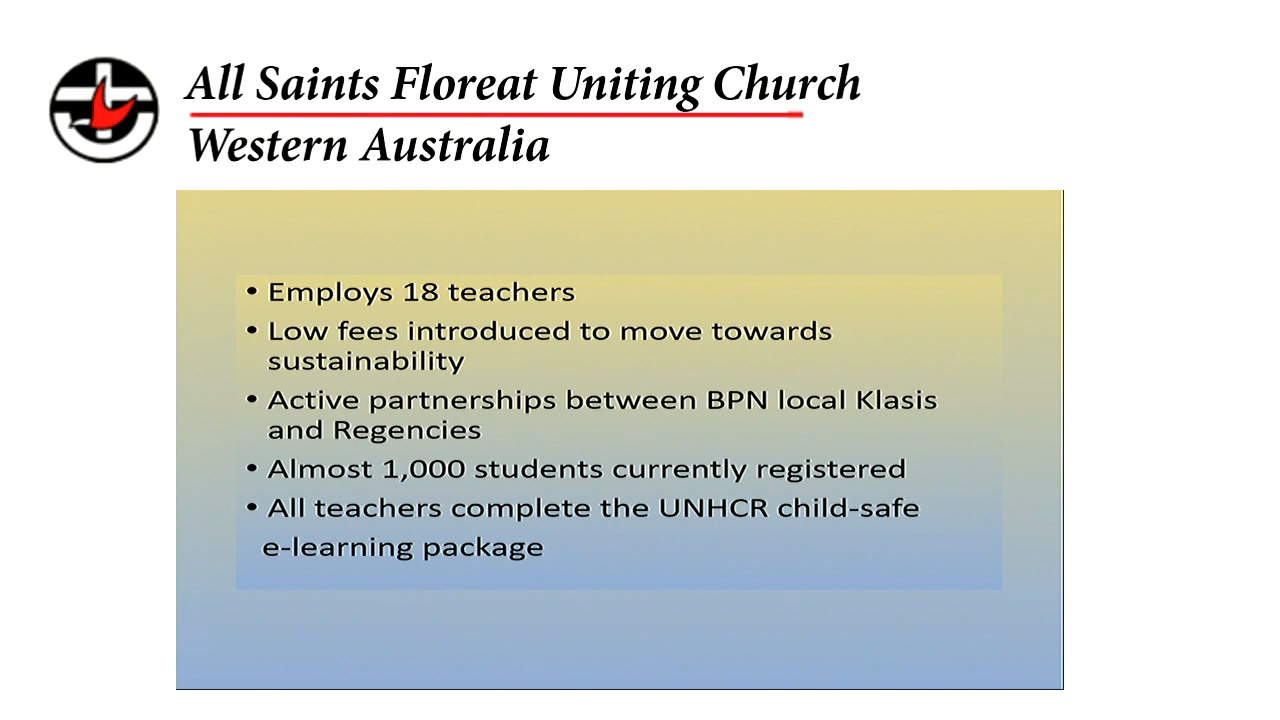 All Saints Floreat Uniting Church
Western Australia
• Employs 18 teachers
• Low fees introduced to move towards
sustainability
• Active partnerships between BPN local Klasis
and Regencies
• Almost 1,000 students currently registered
• All teachers complete the UNHCR child-safe
e-learning package